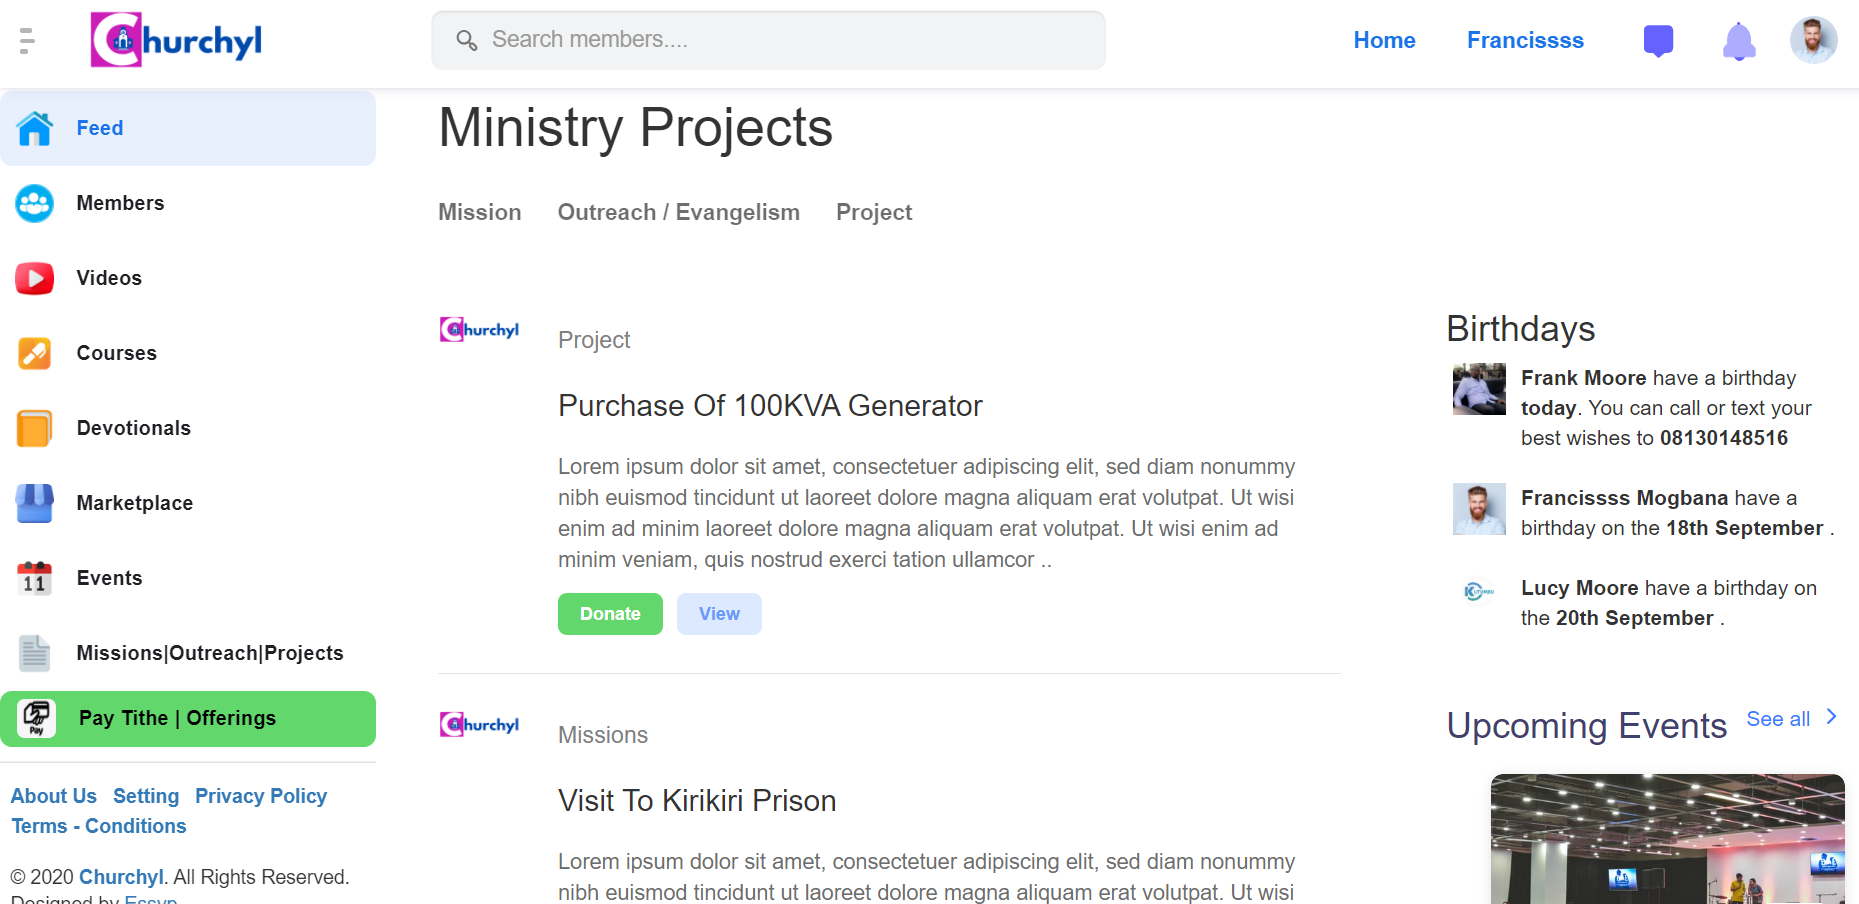 Churchyl
Search members....
Home
Francissss
Feed
Members
Videos
Courses
Devotionals
Marketplace
11
Events
Missions|Outreach|Projects
Pay
Pay Tithe | Offerings
About Us Setting Privacy Policy
Terms - Conditions
© 2020 Churchyl. All Rights Reserved.
Designed by Essyp
Ministry Projects
Mission Outreach / Evangelism Project
Churchyl
Project
Purchase Of 100KVA Generator
Lorem ipsum dolor sit amet, consectetuer adipiscing elit, sed diam nonummy
nibh euismod tincidunt ut laoreet dolore magna aliquam erat volutpat. Ut wisi
enim ad minim laoreet dolore magna aliquam erat volutpat. Ut wisi enim ad
minim veniam, quis nostrud exerci tation ullamcor ..
Donate View
Churchyl
Missions
Visit To Kirikiri Prison
Lorem ipsum dolor sit amet, consectetuer adipiscing elit, sed diam nonummy
nibh euismod tincidunt ut laoreet dolore magna aliquam erat volutpat. Ut wisi
Birthdays
Frank Moore have a birthday
today. You can call or text your
best wishes to 08130148516
Francissss Mogbana have a
birthday on the 18th September .
Lucy Moore have a birthday on
the 20th September .
Upcoming Events See all